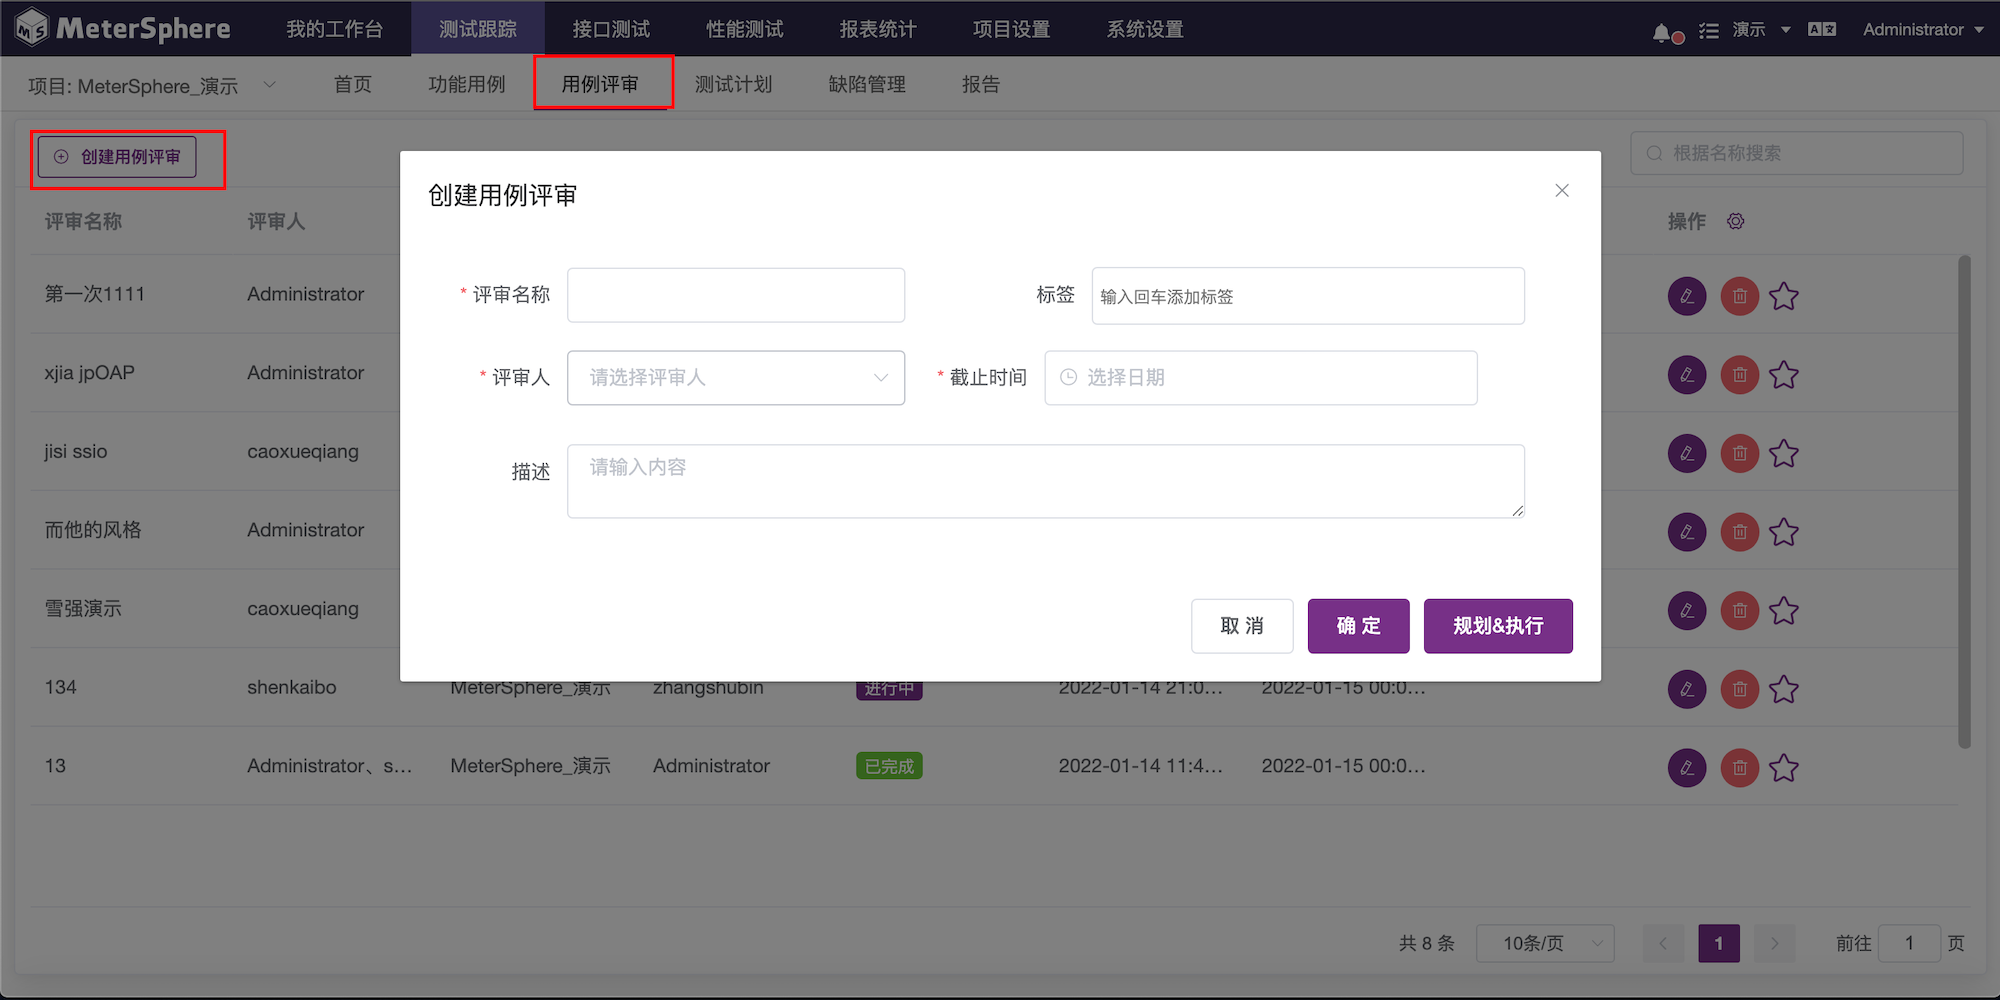 MeterSphere 我的工作台 测试跟踪 接口测试 性能测试 报表统计 项目设置 系统设置 演示 Administrator
项目: MeterSphere_演示 首页 功能用例 用例评审 测试计划 缺陷管理 报告
创建用例评审 根据名称搜索
创建用例评审
评审名称 评审人 操作
* 评审名称 标签 输入回车添加标签
第一次1111 Administrator
* 评审人 请选择评审人 * 截止时间 选择日期
xjia jpOAP Administrator
jisi ssio caoxueqiang
描述 请输入内容
而他的风格 Administrator
雪强演示 caoxueqiang
取 消 确 定 规划&执行
134 shenkaibo MeterSphere_演示 zhangshubin 进行中 2022-01-14 21:0... 2022-01-15 00:0...
13 Administrator、s... MeterSphere_演示 Administrator 已完成 2022-01-14 11:4... 2022-01-15 00:0...
共 8 条 10条/页 1 前往 1 页